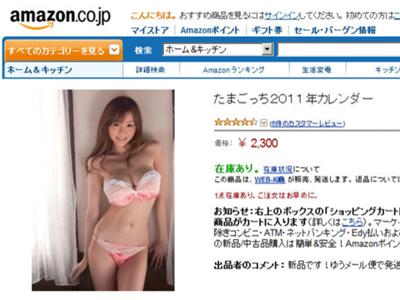 amazon.co.jp
こんにちは。おすすめ商品を見るにはサインインしてください。初めての方はこ
マイストア Amazonポイント ギフト券 セール・バーゲン情報
すべてのカテゴリーを見る 検索 ホーム&キッチン
ホーム&キッチン 詳細検索 Amazonランキング 生活家電 キッチ
たまごっち2011年カレンダー
(6件のカスタマーレビュー)
価格: ¥ 2,300
在庫あり。 在庫状況について
この商品は、 が販売、発送します。 返品については
1点在庫あり。ご注文はお早めに。
お知らせ:右上のボックスの「ショッピングカートに
商品がカートに入ります (詳しくはこちら)。マーケ
除きコンビニ・ATM・ネットバンキング・Edy払いおよ
の新品/中古品購入は簡単&安全!Amazonポイン
出品者のコメント: 新品です!ゆうメール便で発送